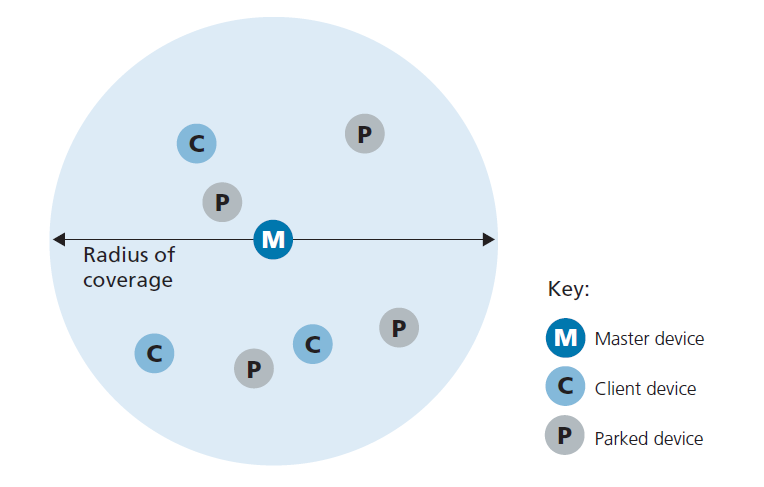 C
P
P
M
Radius of
coverage
C
P
C
P
Key:
M Master device
C Client device
P Parked device